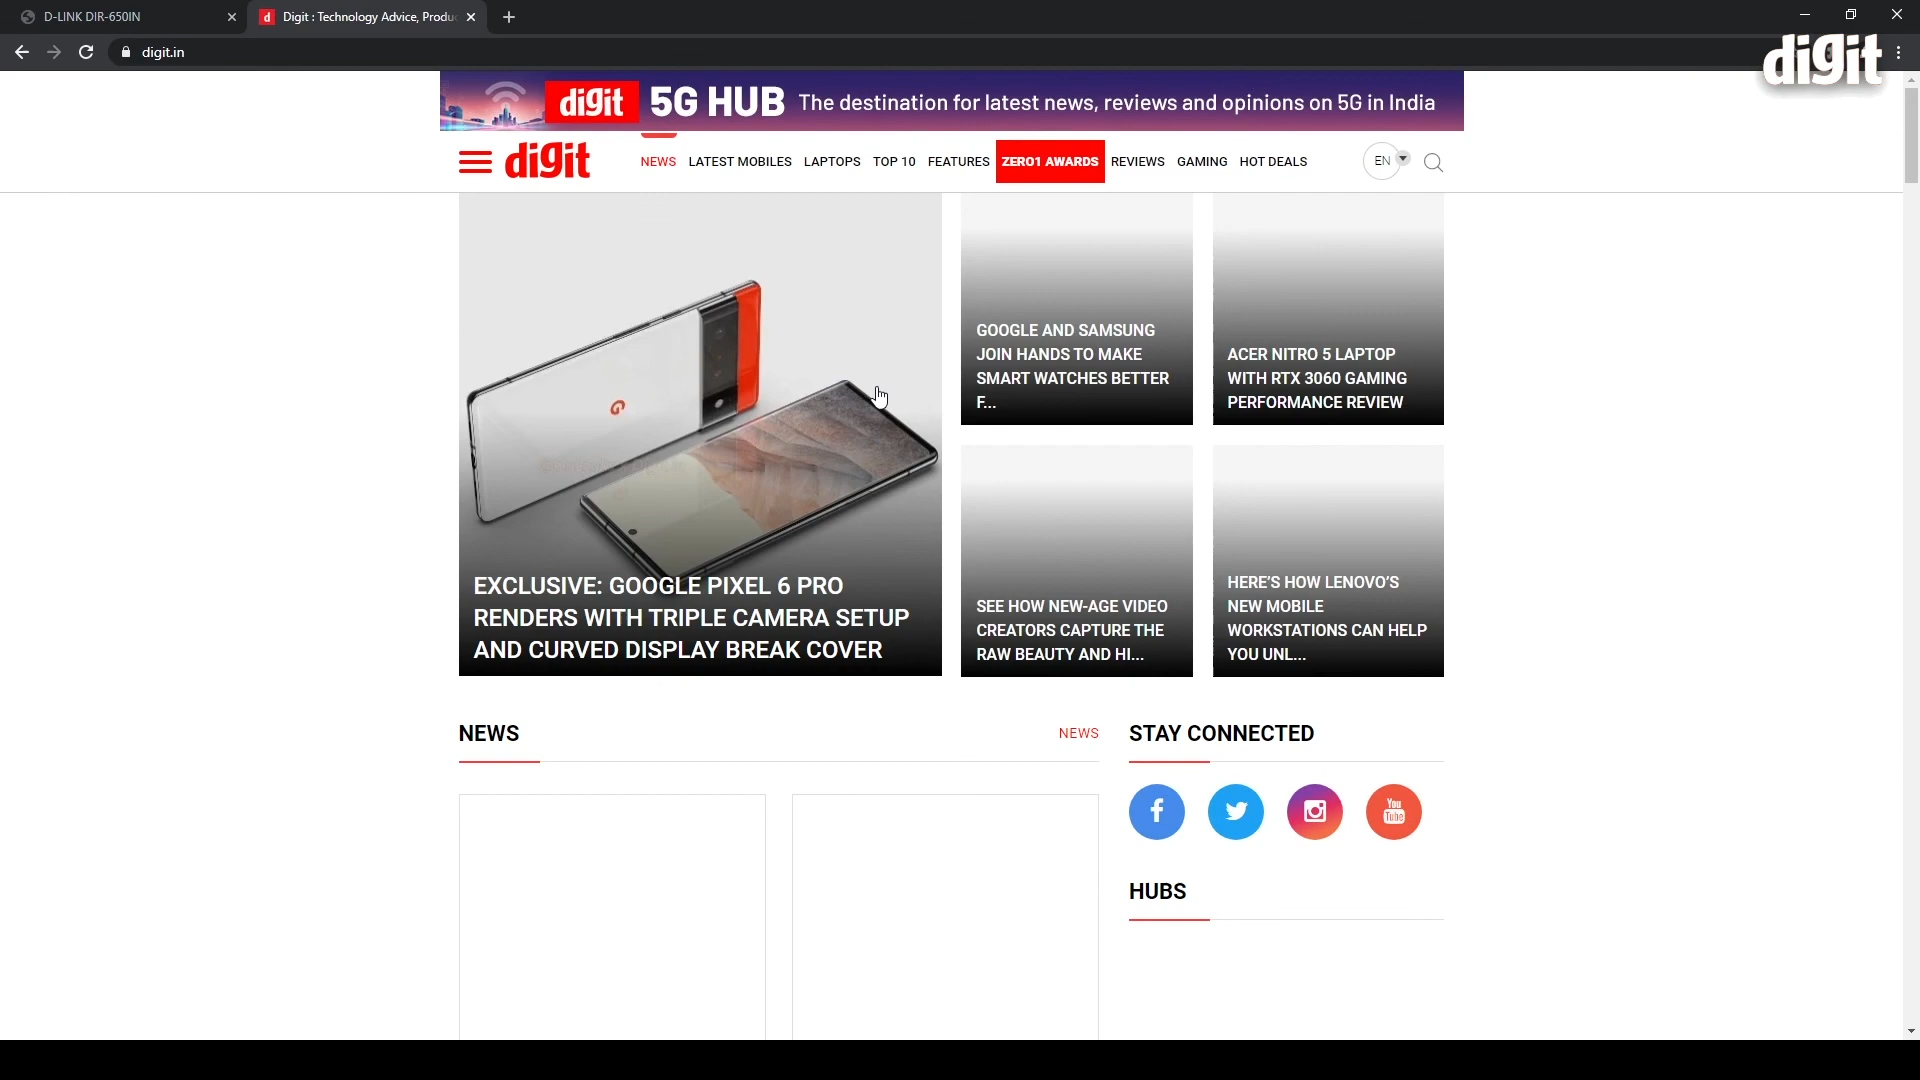 D-LINK DIR-650IN
Digit : Technology Advice, Produ
digit.in
digit
digit 5G HUB The destination for latest news, reviews and opinions on 5G in India
digit NEWS LATEST MOBILES LAPTOPS TOP 10 FEATURES ZERO1 AWARDS REVIEWS GAMING HOT DEALS EN
EXCLUSIVE: GOOGLE PIXEL 6 PRO
RENDERS WITH TRIPLE CAMERA SETUP
AND CURVED DISPLAY BREAK COVER
GOOGLE AND SAMSUNG
JOIN HANDS TO MAKE
SMART WATCHES BETTER
F...
ACER NITRO 5 LAPTOP
WITH RTX 3060 GAMING
PERFORMANCE REVIEW
SEE HOW NEW-AGE VIDEO
CREATORS CAPTURE THE
RAW BEAUTY AND HI...
HERE'S HOW LENOVO'S
NEW MOBILE
WORKSTATIONS CAN HELP
YOU UNL...
NEWS
NEWS
STAY CONNECTED
You
Tube
HUBS